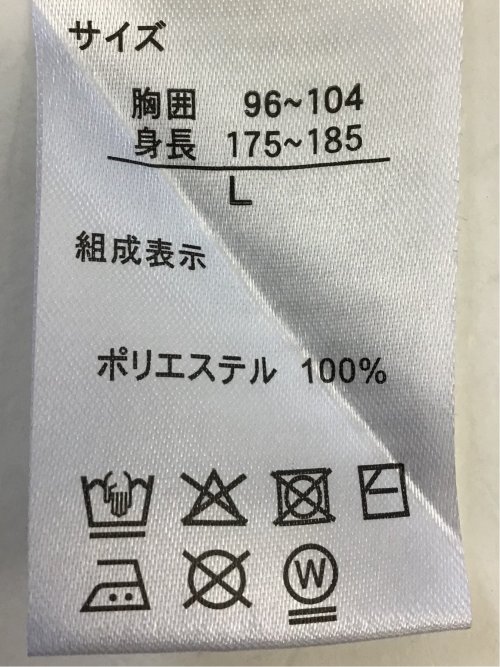 サイズ
胸囲 96~104
身長 175~185
L
組成表示
ポリエステル 100%
W